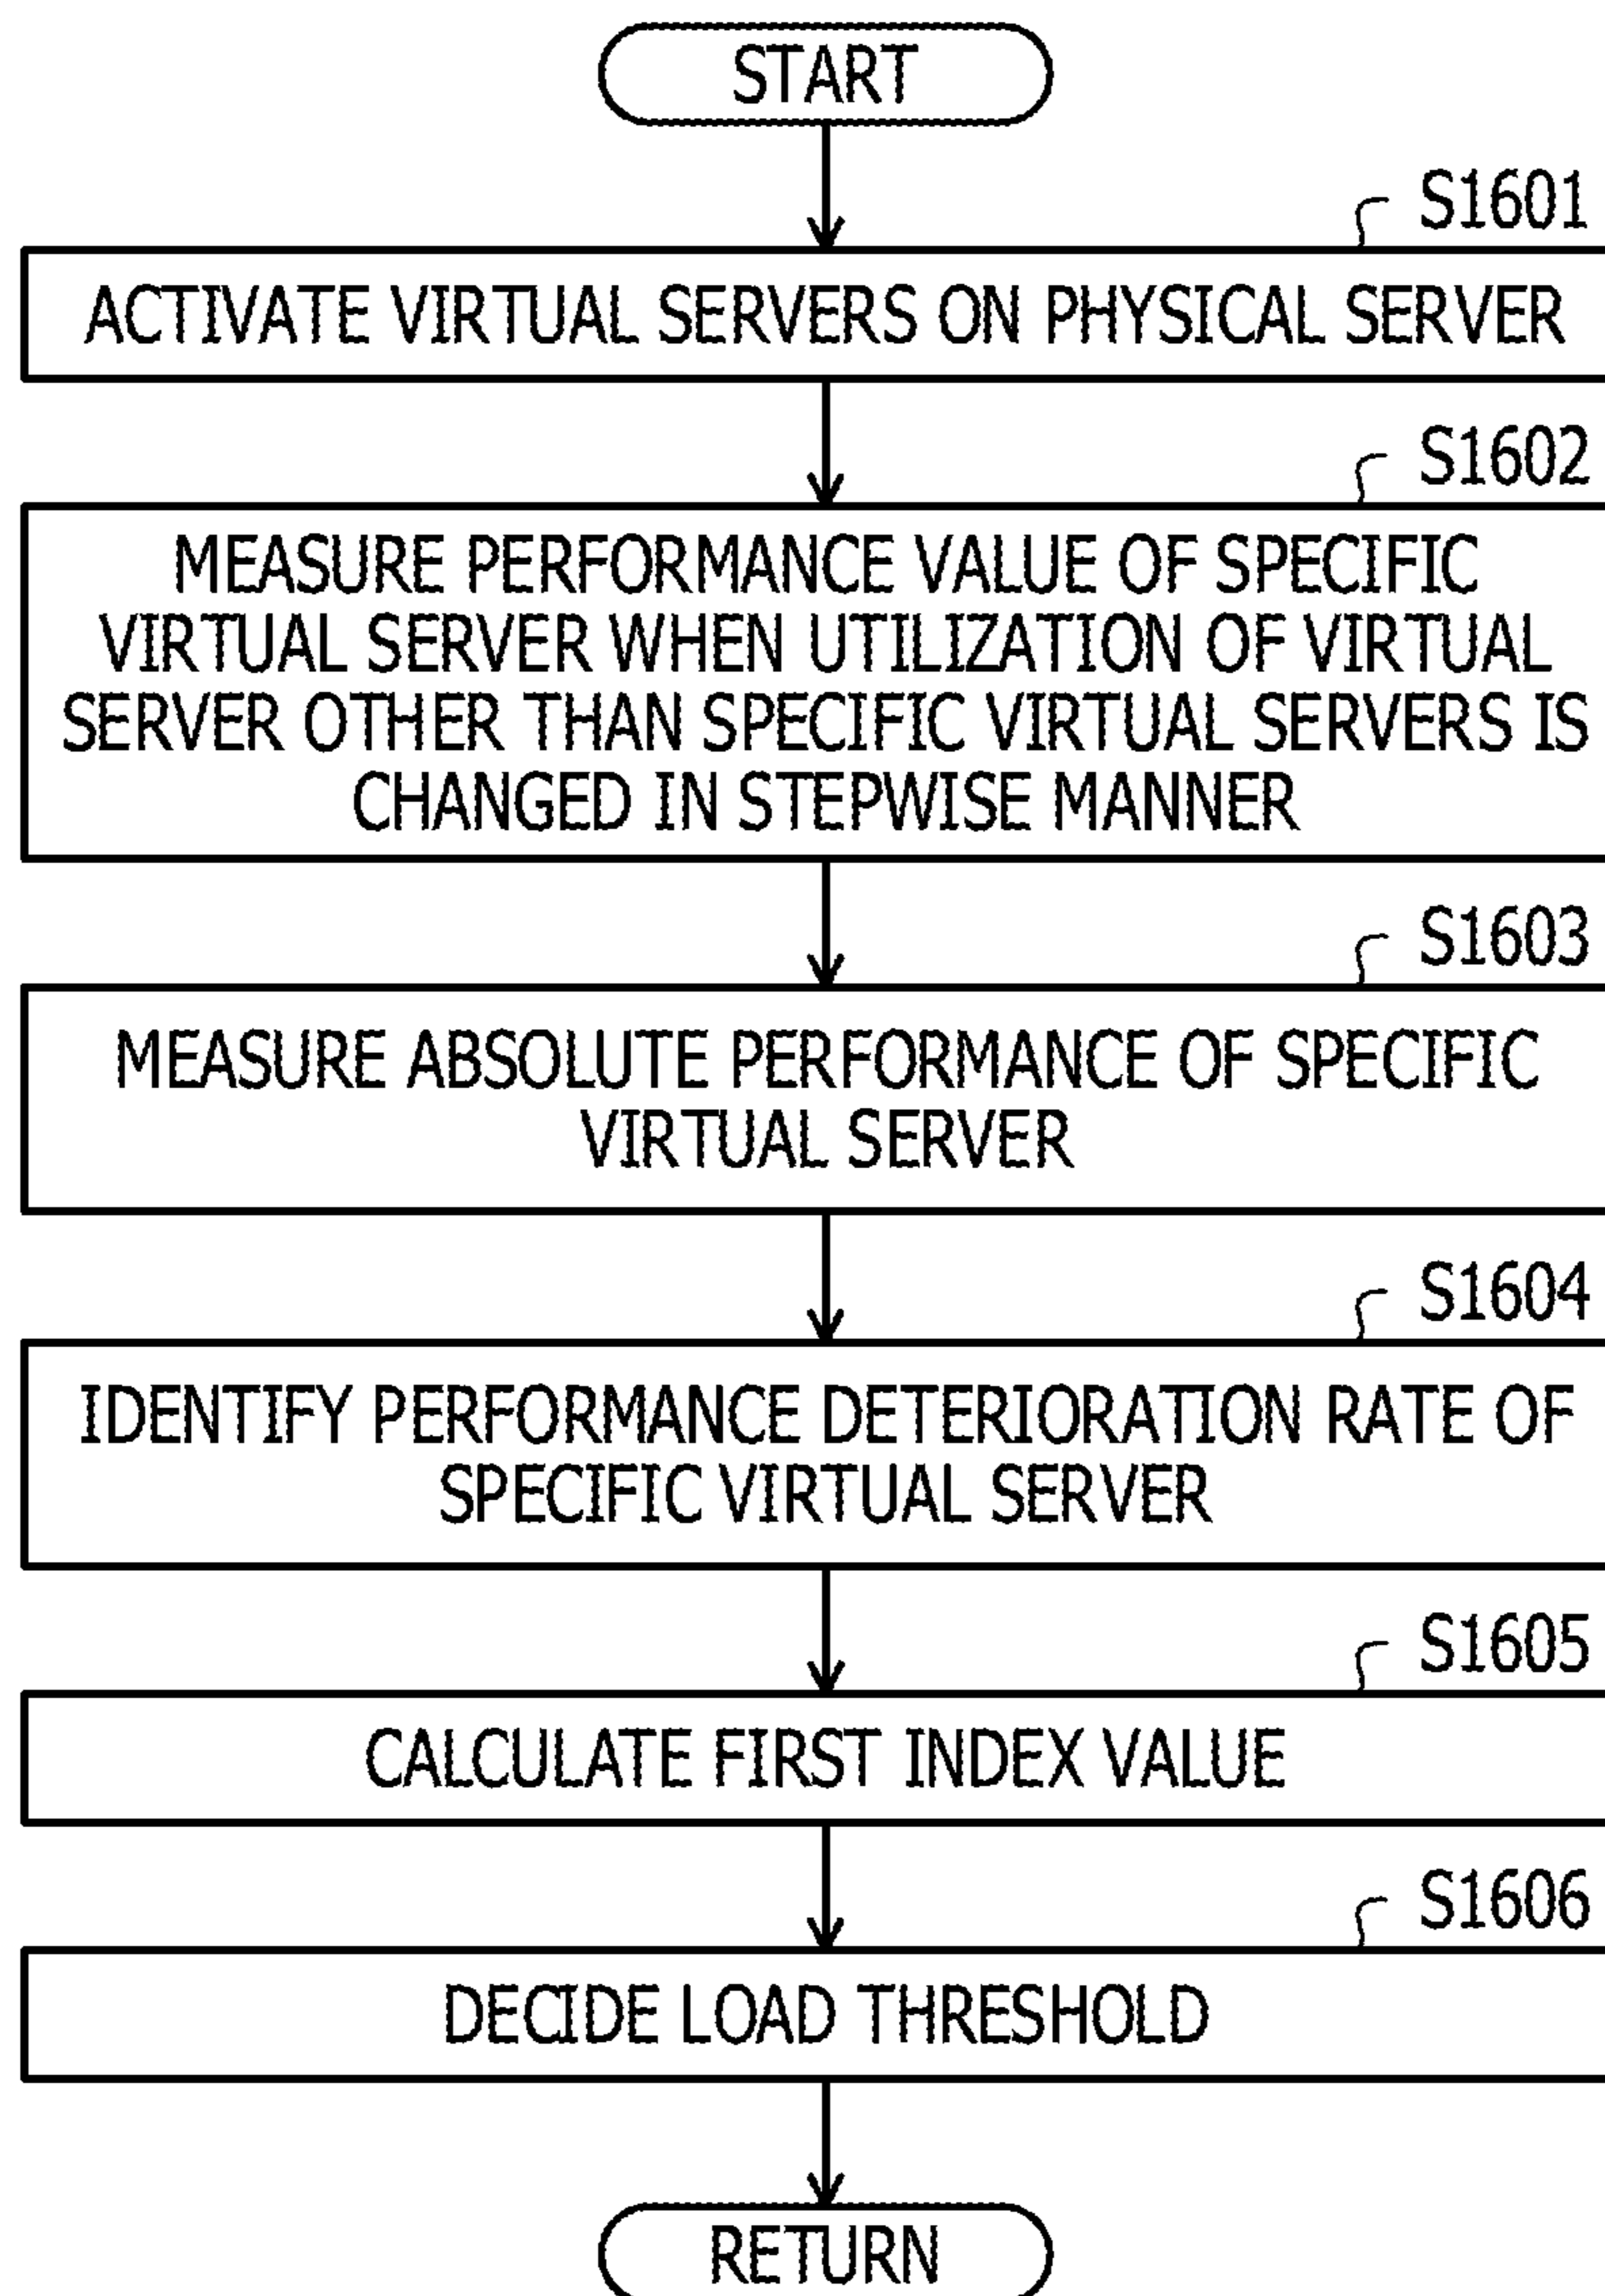 START
S1601
ACTIVATE VIRTUAL SERVERS ON PHYSICAL SERVER
S1602
MEASURE PERFORMANCE VALUE OF SPECIFIC
VIRTUAL SERVER WHEN UTILIZATION OF VIRTUAL
SERVER OTHER THAN SPECIFIC VIRTUAL SERVERS IS
CHANGED IN STEPWISE MANNER
S1603
MEASURE ABSOLUTE PERFORMANCE OF SPECIFIC
VIRTUAL SERVER
S1604
IDENTIFY PERFORMANCE DETERIORATION RATE OF
SPECIFIC VIRTUAL SERVER
S1605
CALCULATE FIRST INDEX VALUE
S1606
DECIDE LOAD THRESHOLD
RETURN